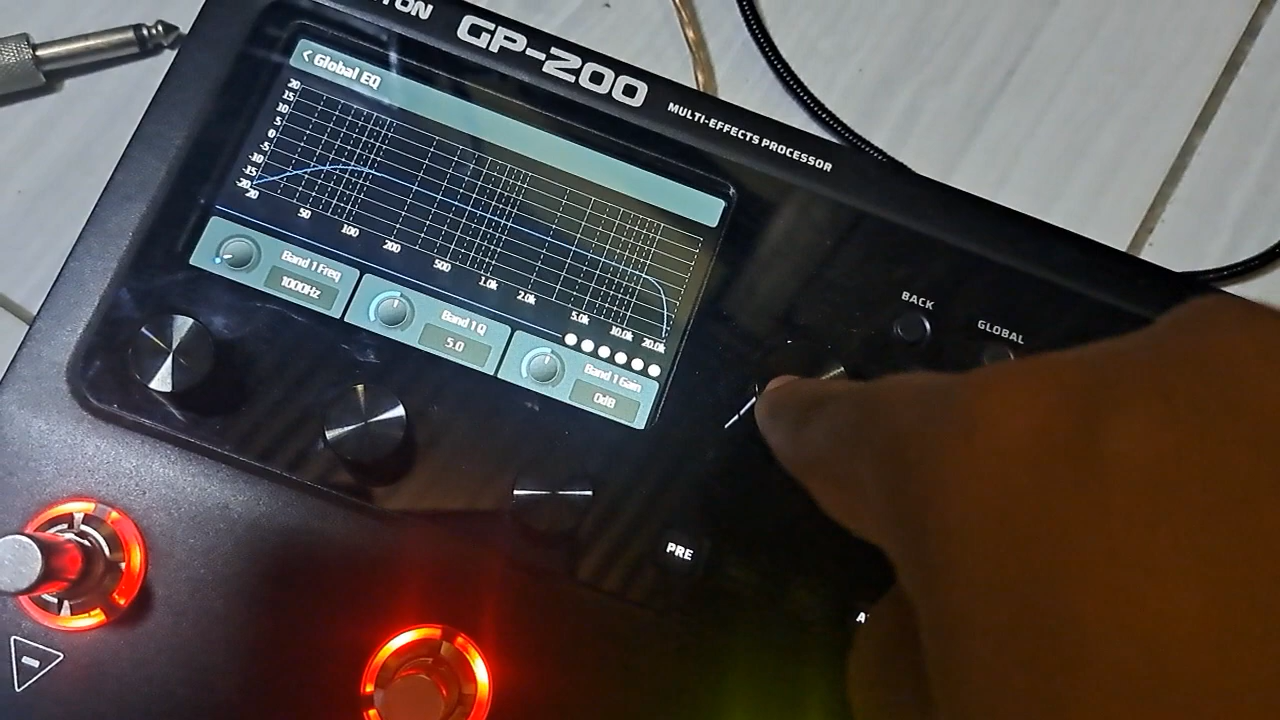 TON
GP-200
MULTI-EFFECTS PROCESSOR
Global EQ
20
15
10
5
0
-5
-10
-15
-20
20
50
100
200
500
1.0k
2.0k
5.0k
10.0k
20.0k
Band 1 Freq
1000Hz
Band 1 Q
5.0
Band 1 Gain
0dB
BACK
GLOBAL
PRE
A